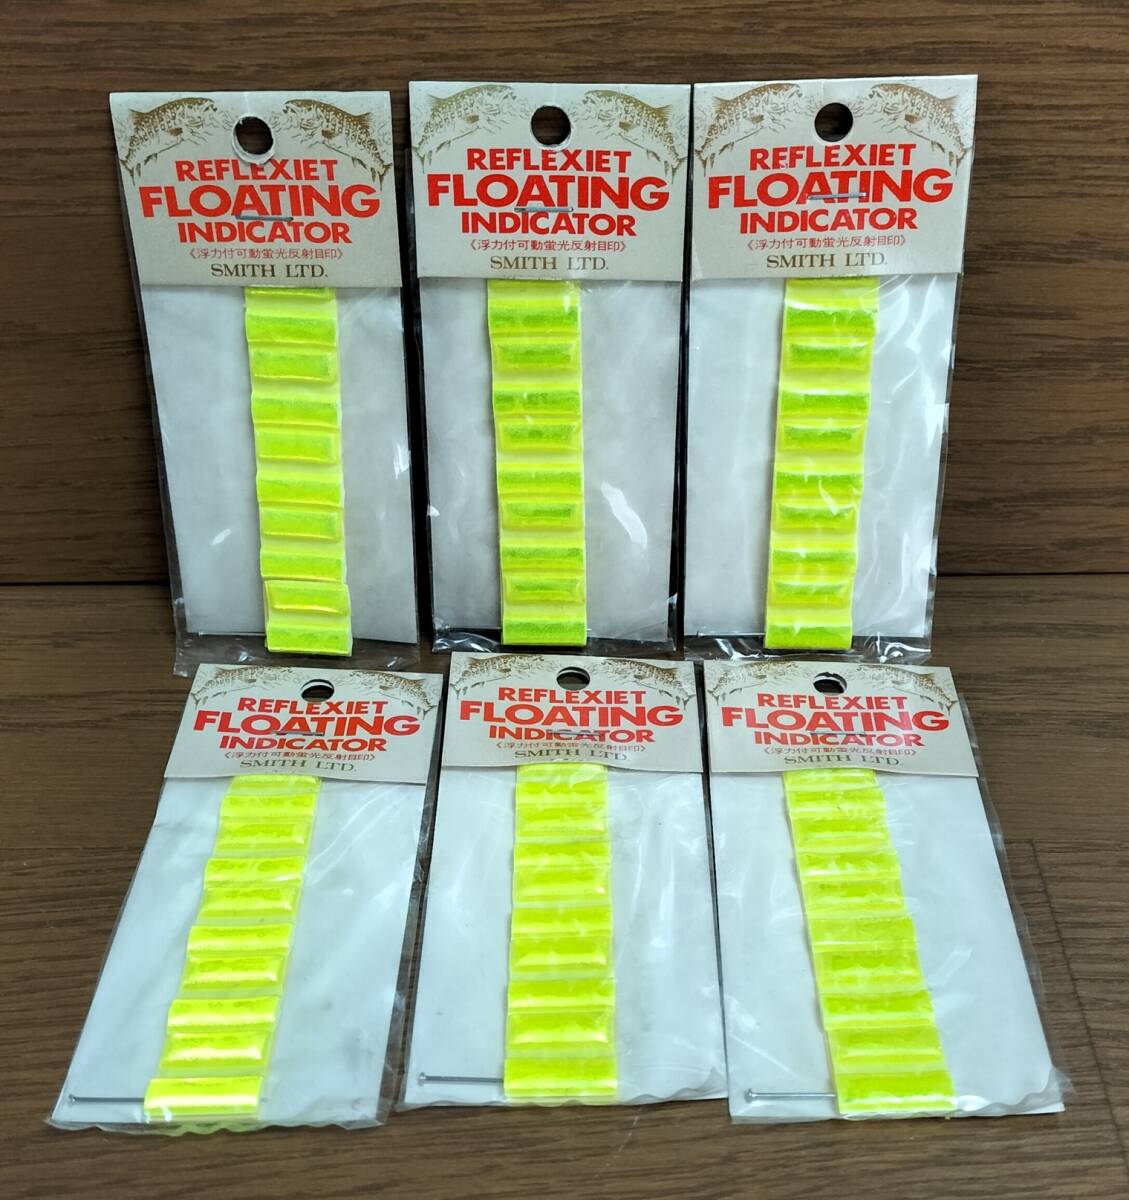 REFLEXIET
FLOATING
INDICATOR
《浮力付可動蛍光反射目印》
SMITH LTD.
REFLEXIET
FLOATING
INDICATOR
《浮力付可動蛍光反射目印》
SMITH LTD.
REFLEXIET
FLOATING
INDICATOR
《浮力付可動蛍光反射目印》
SMITH LTD.
REFLEXIET
FLOATING
INDICATOR
《浮力付可動蛍光反射目印》
SMITH LTD.
REFLEXIET
FLOATING
INDICATOR
《浮力付可動蛍光反射目印》
SMITH LTD.
REFLEXIET
FLOATING
INDICATOR
《浮力付可動蛍光反射目印》
SMITH LTD.